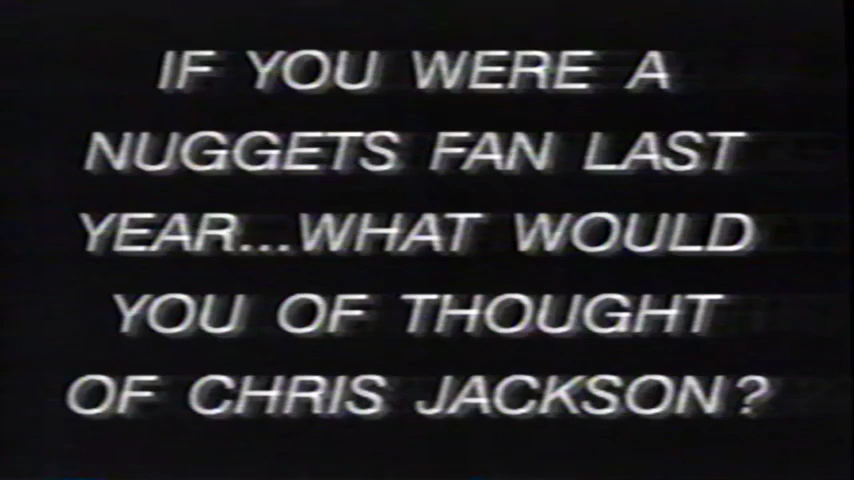 IF YOU WERE A
NUGGETS FAN LAST
YEAR...WHAT WOULD
YOU OF THOUGHT
OF CHRIS JACKSON?